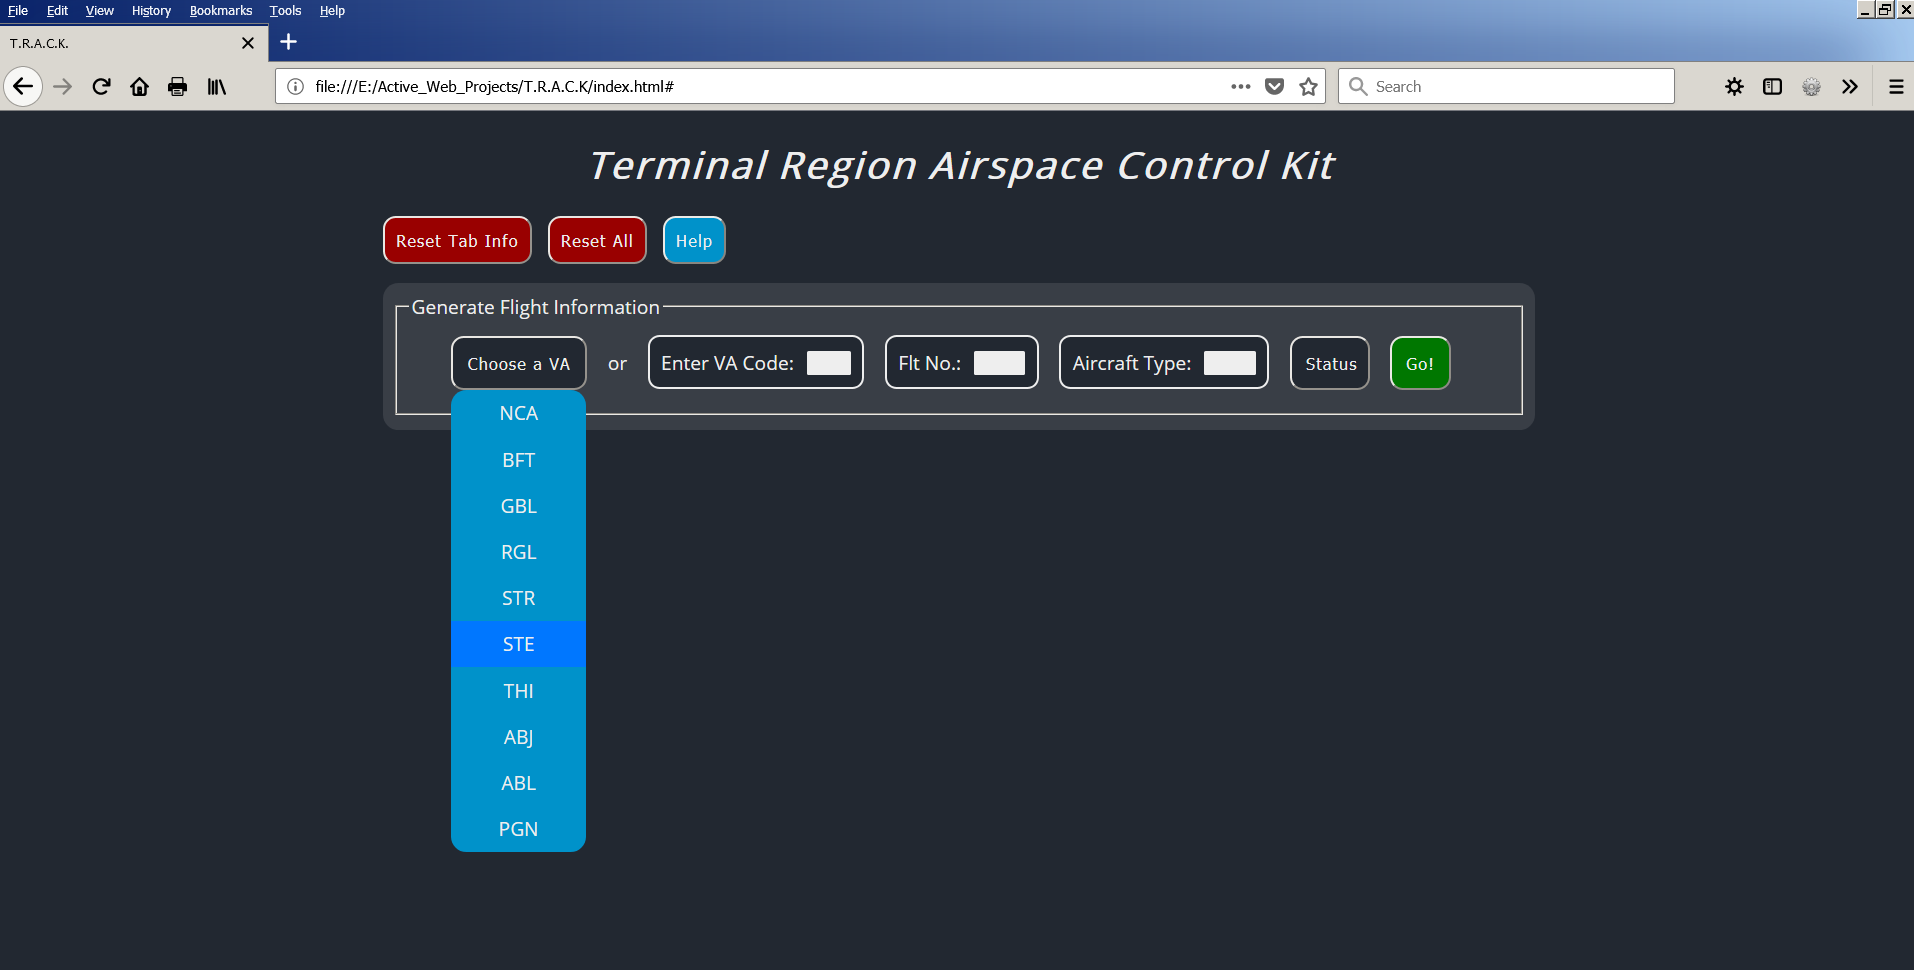 File Edit View History Bookmarks Tools Help
T.R.A.C.K.
file:///E:/Active_Web_Projects/T.R.A.C.K/index.html#
Search
Terminal Region Airspace Control Kit
Reset Tab Info Reset All Help
Generate Flight Information
Choose a VA or Enter VA Code: Flt No.: Aircraft Type: Status Go!
NCA
BFT
GBL
RGL
STR
STE
THI
ABJ
ABL
PGN